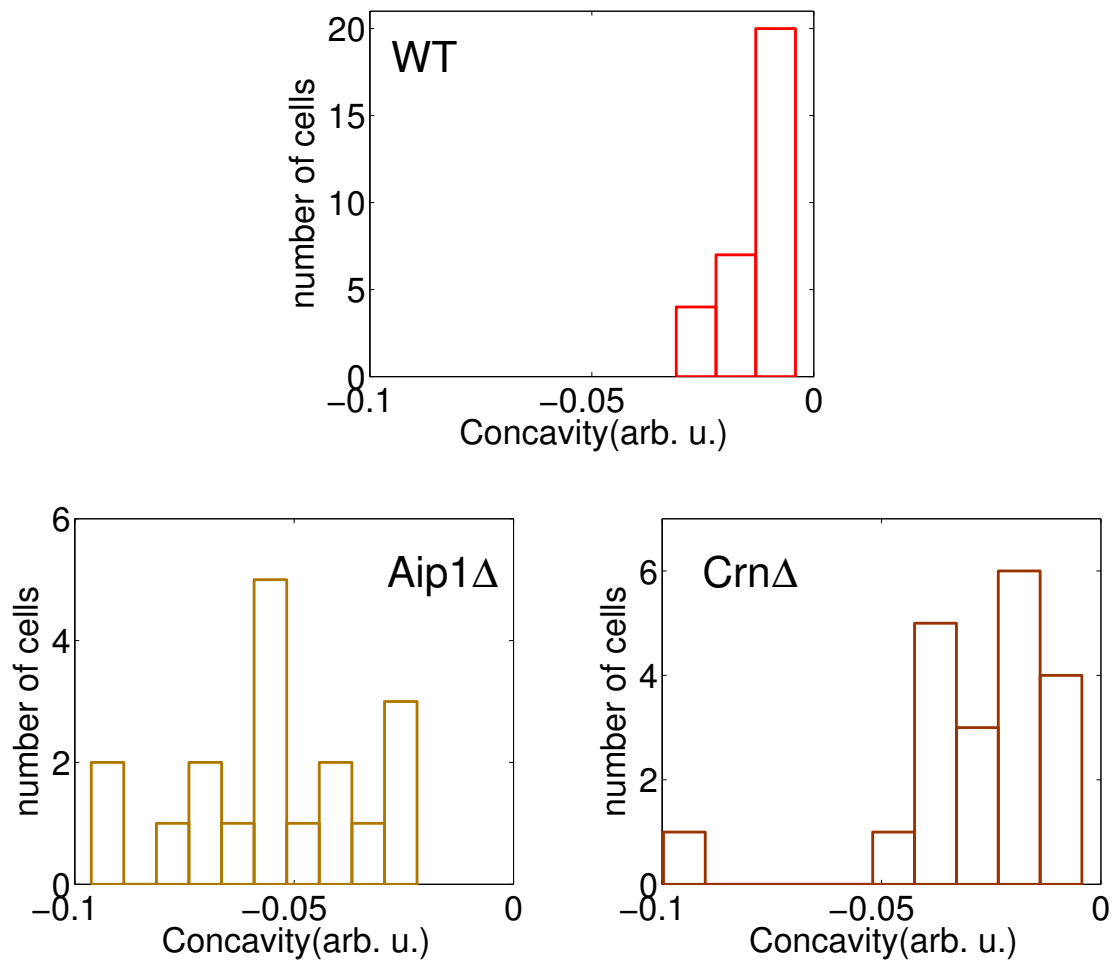 WT
number of cells
20
15
10
5
0
−0.1
−0.05
0
Concavity(arb. u.)
Aip1Δ
number of cells
6
4
2
0
−0.1
−0.05
0
Concavity(arb. u.)
CrnΔ
number of cells
6
4
2
0
−0.1
−0.05
0
Concavity(arb. u.)